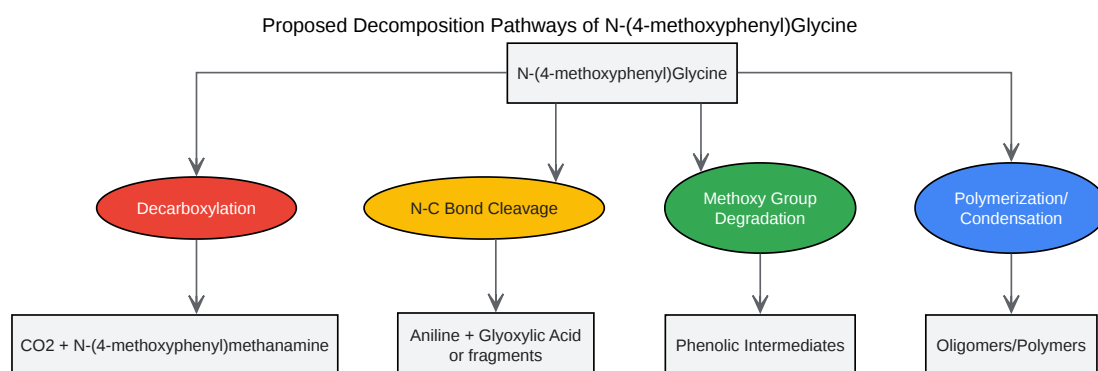 Proposed Decomposition Pathways of N-(4-methoxyphenyl)Glycine
N-(4-methoxyphenyl)Glycine
Decarboxylation
N-C Bond Cleavage
Methoxy Group
Degradation
Polymerization/
Condensation
CO2 + N-(4-methoxyphenyl)methanamine
Aniline + Glyoxylic Acid
or fragments
Phenolic Intermediates
Oligomers/Polymers